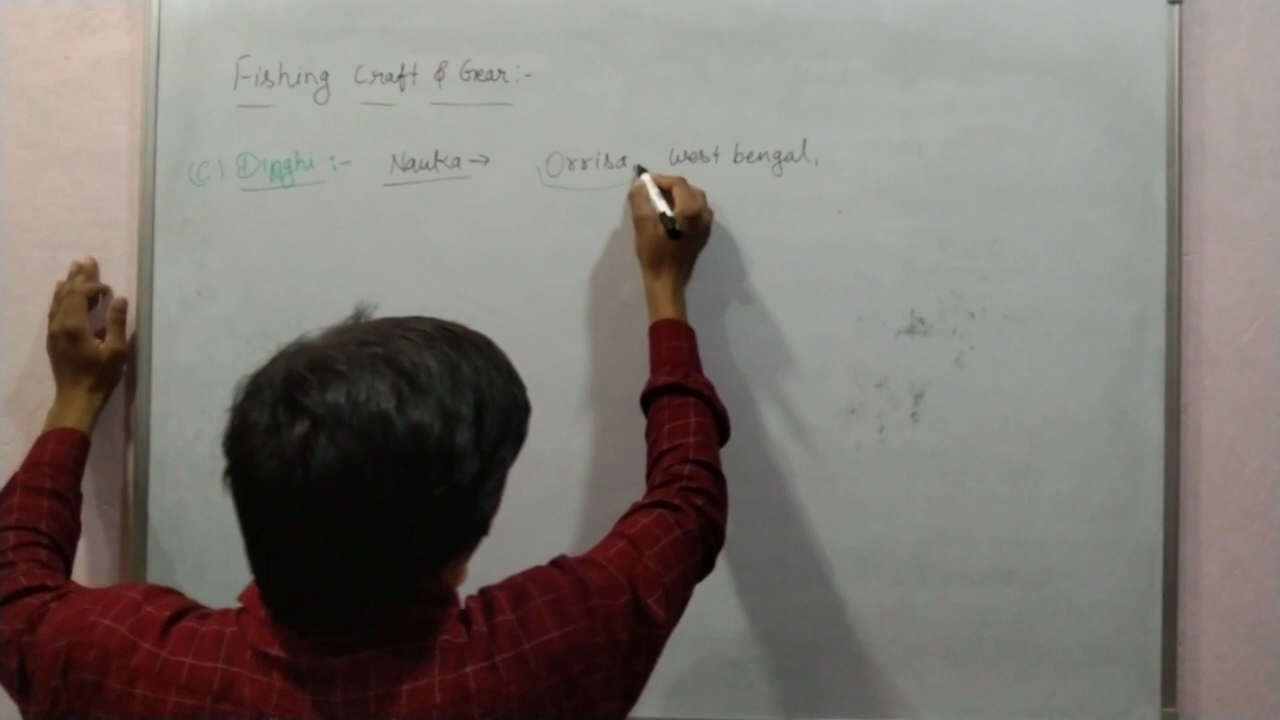 Fishing Craft & Gear:-
(C) Dinghi :- Nauka → Orrisa, west bengal,